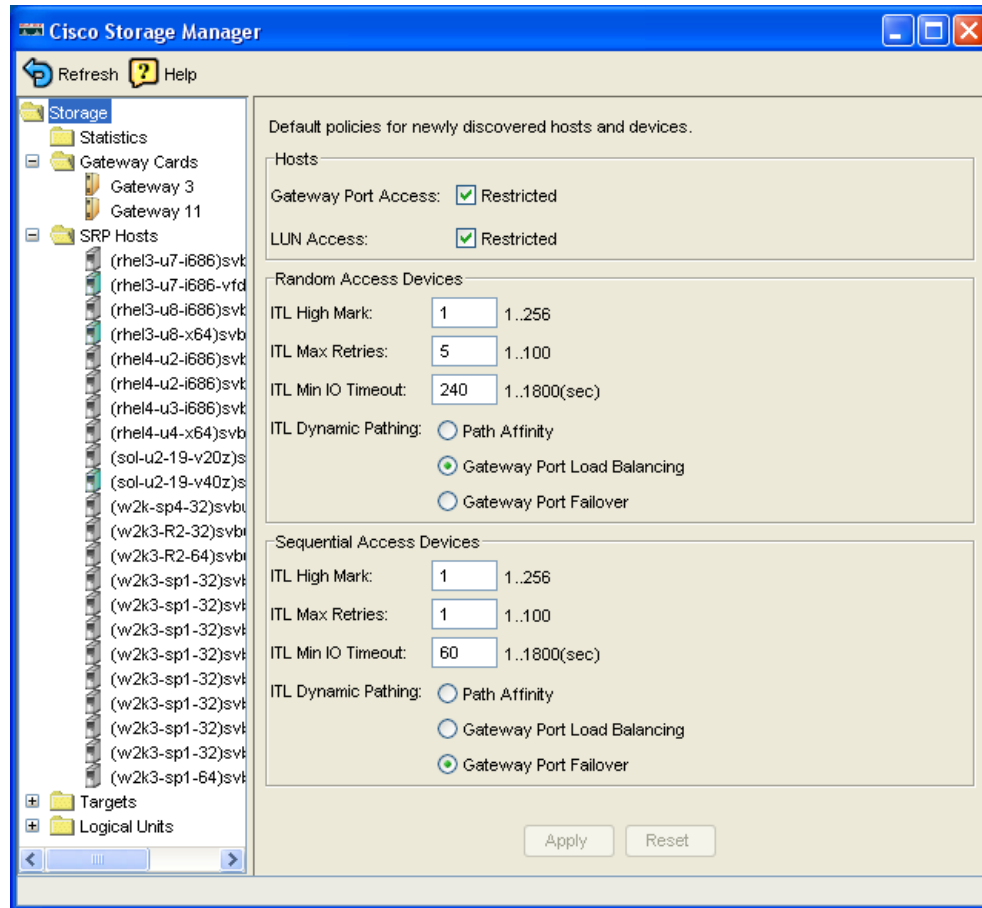 Cisco Storage Manager
Refresh
Help
Storage
Statistics
Gateway Cards
Gateway 3
Gateway 11
SRP Hosts
(rhel3-u7-i686)svb
(rhel3-u7-i686-vfd
(rhel3-u8-i686)svb
(rhel3-u8-x64)svb
(rhel4-u2-i686)svb
(rhel4-u2-i686)svb
(rhel4-u3-i686)svb
(rhel4-u4-x64)svb
(sol-u2-19-v20z)s
(sol-u2-19-v40z)s
(w2k-sp4-32)svbu
(w2k3-R2-32)svbu
(w2k3-R2-64)svbu
(w2k3-sp1-32)svb
(w2k3-sp1-32)svb
(w2k3-sp1-32)svb
(w2k3-sp1-32)svb
(w2k3-sp1-32)svb
(w2k3-sp1-32)svb
(w2k3-sp1-32)svb
(w2k3-sp1-32)svb
(w2k3-sp1-64)svb
Targets
Logical Units
Default policies for newly discovered hosts and devices.
Hosts
Gateway Port Access: Restricted
LUN Access: Restricted
Random Access Devices
ITL High Mark: 1 1..256
ITL Max Retries: 5 1..100
ITL Min IO Timeout: 240 1..1800(sec)
ITL Dynamic Pathing: Path Affinity
Gateway Port Load Balancing
Gateway Port Failover
Sequential Access Devices
ITL High Mark: 1 1..256
ITL Max Retries: 1 1..100
ITL Min IO Timeout: 60 1..1800(sec)
ITL Dynamic Pathing: Path Affinity
Gateway Port Load Balancing
Gateway Port Failover
Apply Reset